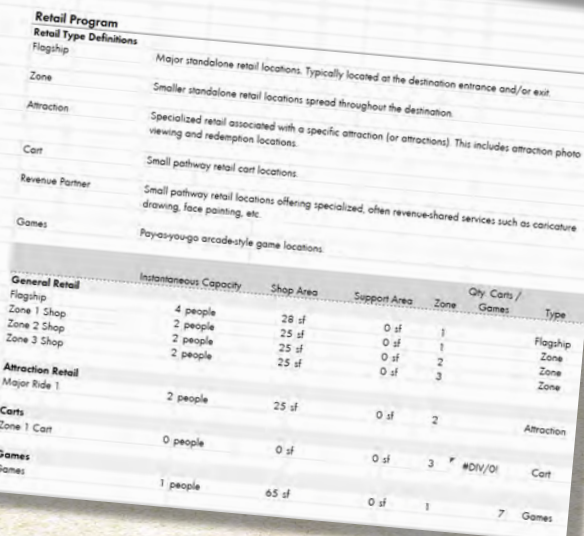 Retail Program
Retail Type Definitions
Flagship Major standalone retail locations. Typically located at the destination entrance and/or exit.
Zone Smaller standalone retail locations spread throughout the destination.
Attraction Specialized retail associated with a specific attraction (or attractions). This includes attraction photo
viewing and redemption locations.
Cart Small pathway retail cart locations.
Revenue Partner Small pathway retail locations offering specialized, often revenue-shared services such as caricature
drawing, face painting, etc.
Games Pay-as-you-go arcade-style game locations.
Instantaneous Capacity Shop Area Support Area Zone Qty. Carts / Games Type
General Retail
Flagship 4 people 28 sf 0 sf 1 Flagship
Zone 1 Shop 2 people 25 sf 0 sf 1 Zone
Zone 2 Shop 2 people 25 sf 0 sf 2 Zone
Zone 3 Shop 2 people 25 sf 0 sf 3 Zone
Attraction Retail
Major Ride 1 2 people 25 sf 0 sf 2 Attraction
Carts
Zone 1 Cart 0 people 0 sf 0 sf 3 #DIV/0! Cart
Games
Games 1 people 65 sf 0 sf 1 7 Games